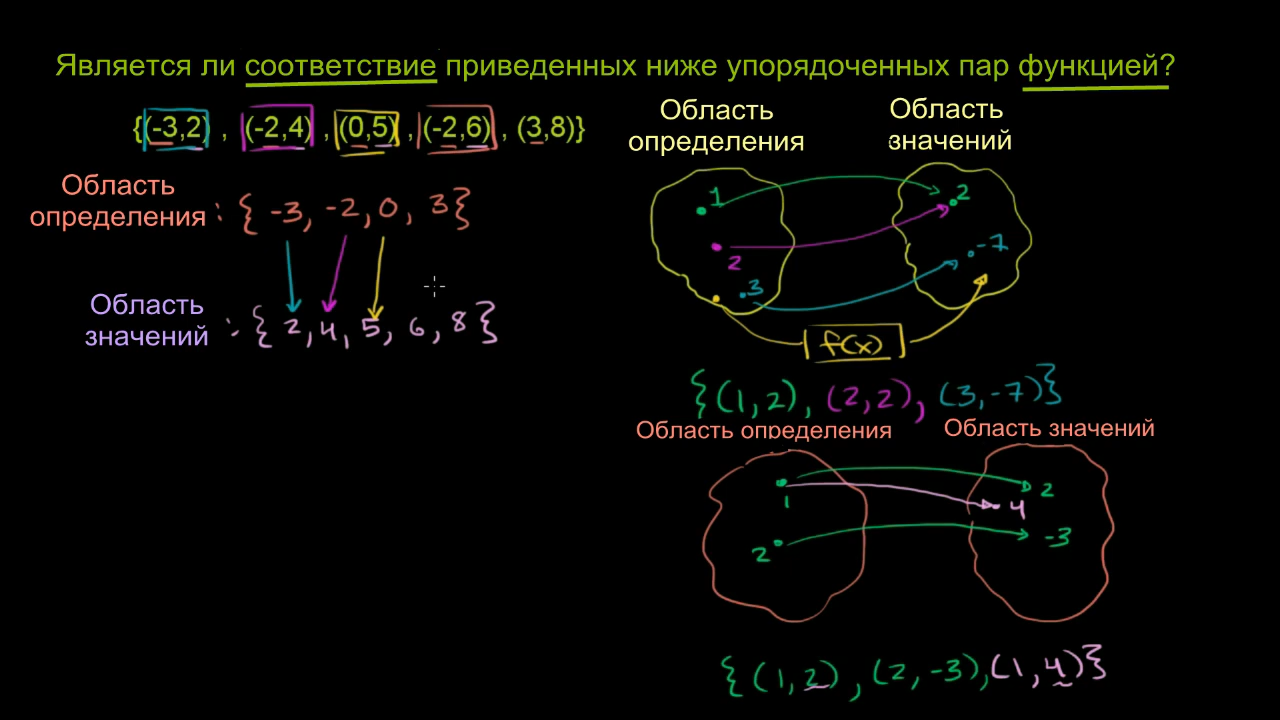 Является ли соответствие приведенных ниже упорядоченных пар функцией?
{(-3,2) , (-2,4) , (0,5) , (-2,6) , (3,8)}
Область
определения : { -3, -2, 0, 3}
Область
значений : { 2, 4, 5, 6, 8 }
Область
определения
Область
значений
1
2
3
2
-7
f(x)
{(1, 2), (2, 2), (3, -7)}
Область определения
Область значений
1
2
2
4
-3
{(1, 2) , (2, -3), (1, 4)}